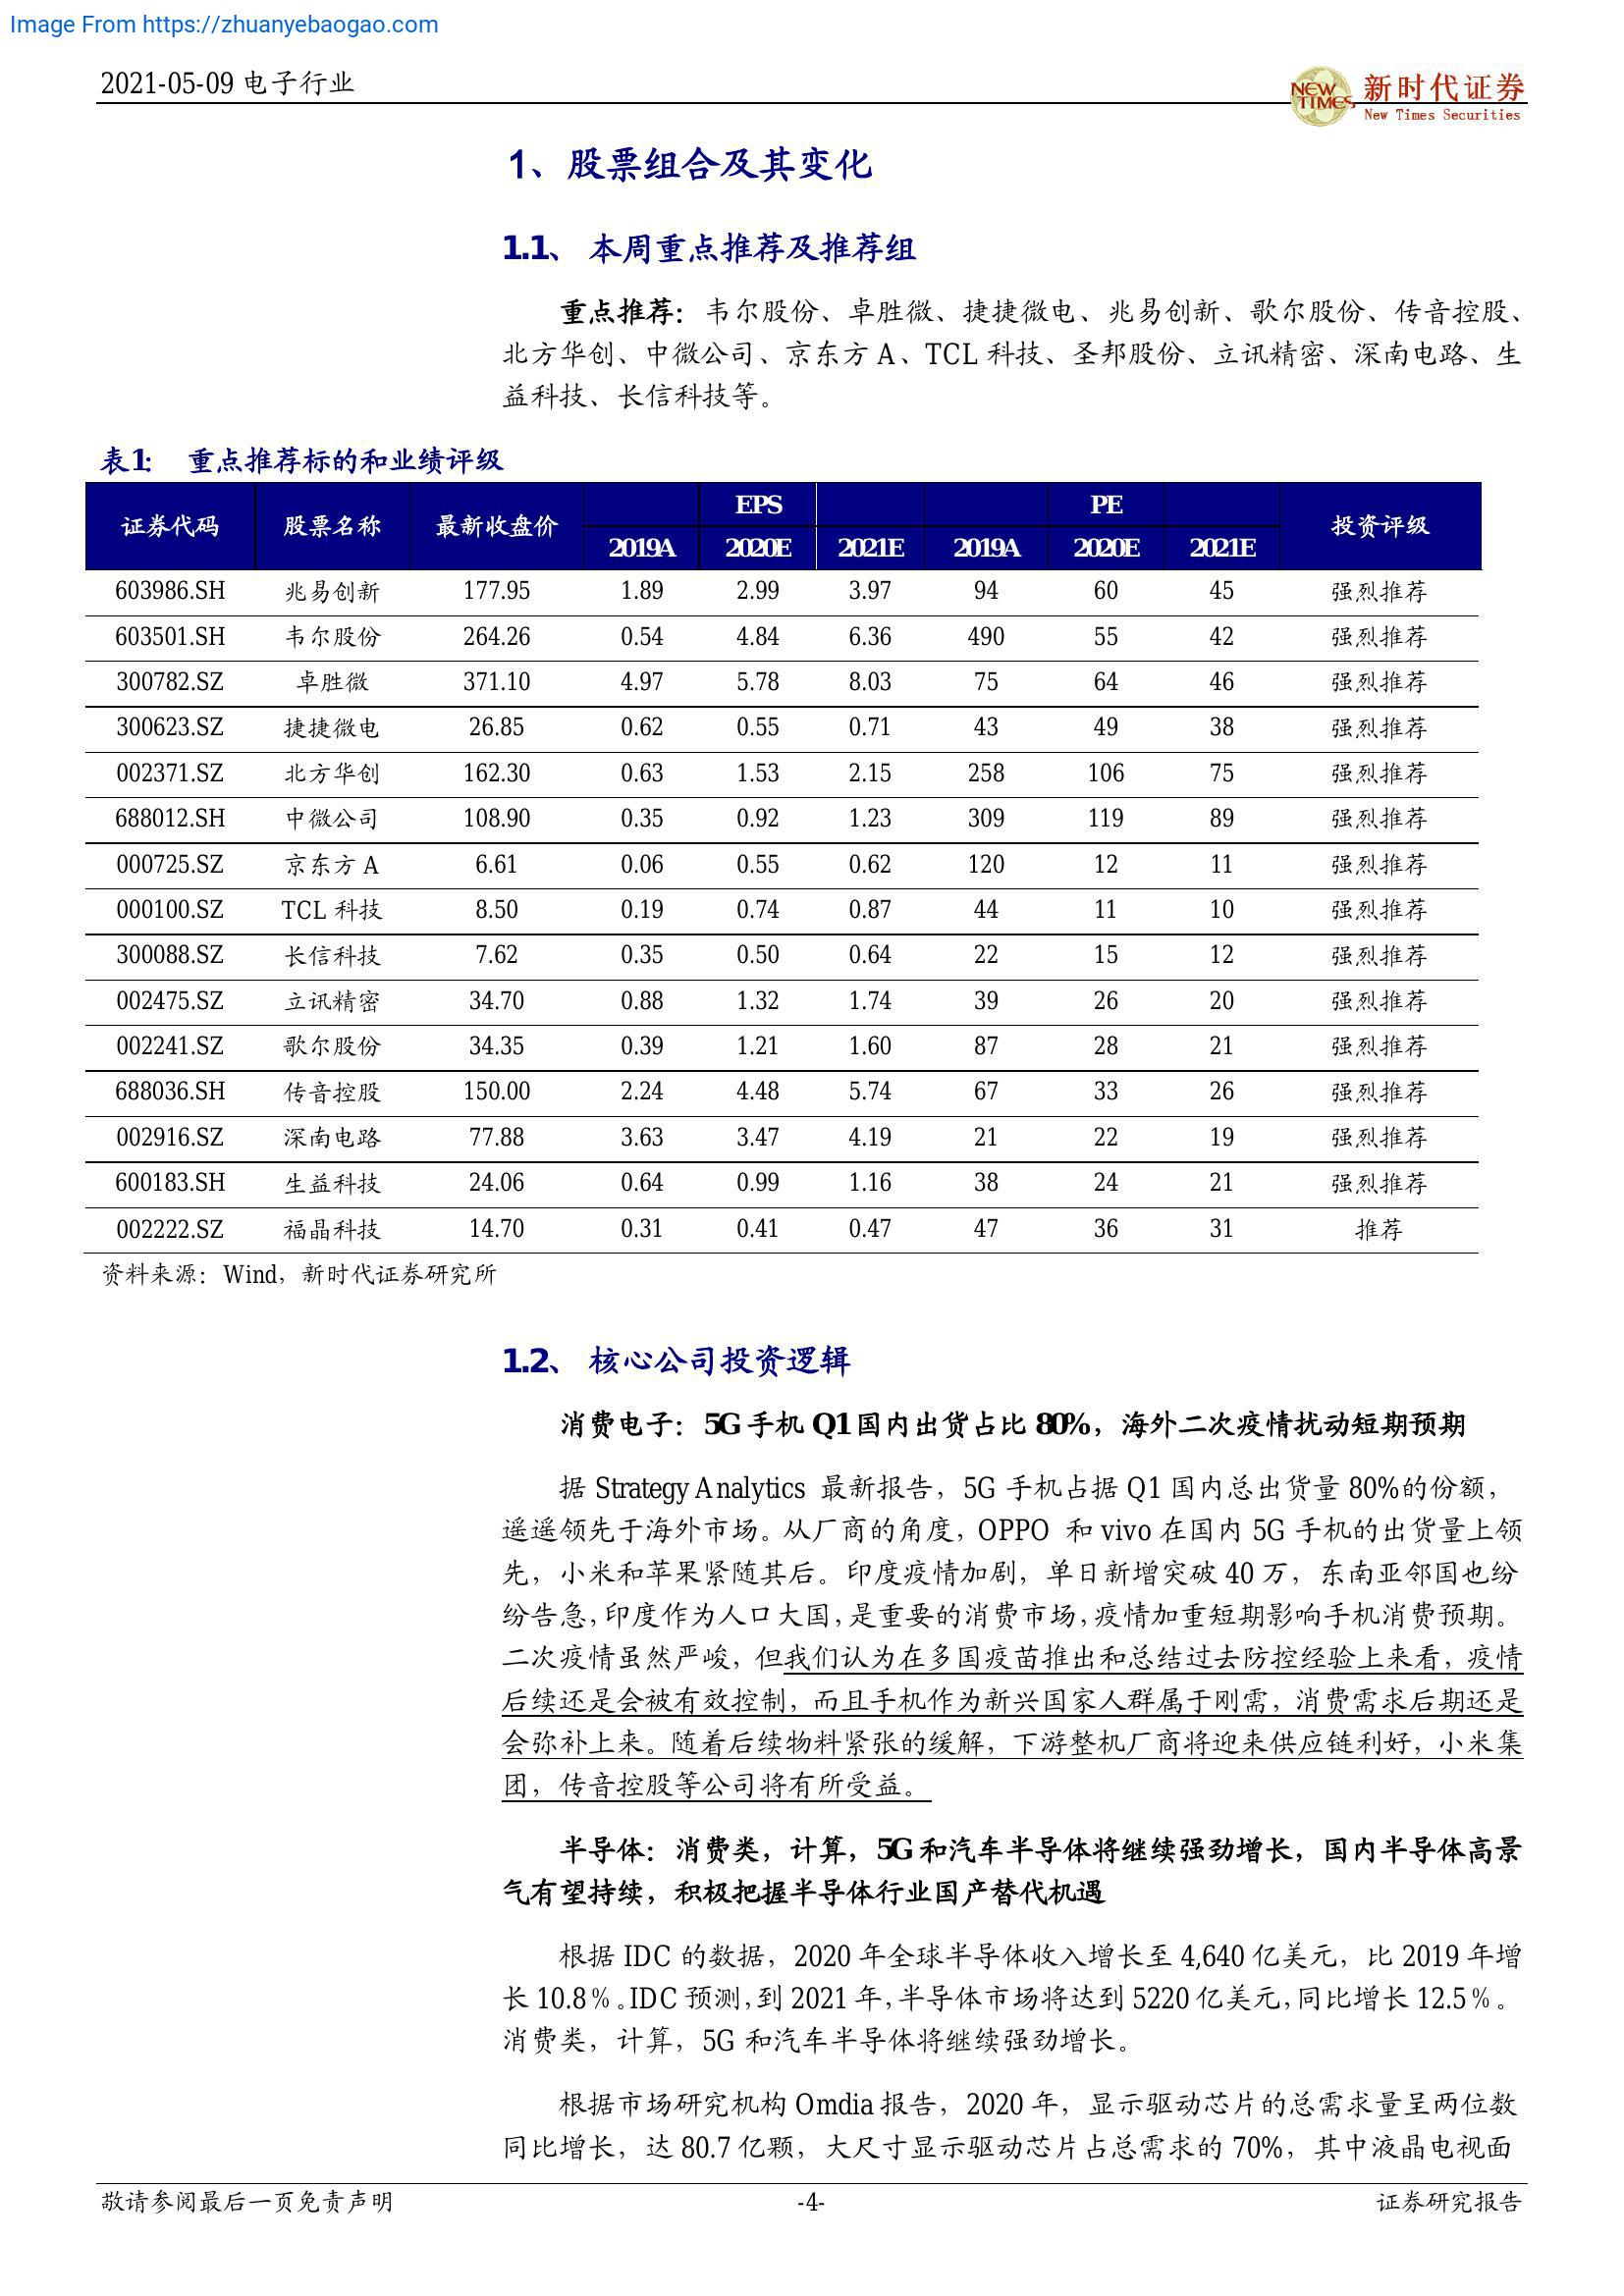 Image From https://zhuanyebaogao.com
2021-05-09 电子行业
NEW TIMES 新时代证券
New Times Securities
1、股票组合及其变化
1.1、 本周重点推荐及推荐组
重点推荐：韦尔股份、卓胜微、捷捷微电、兆易创新、歌尔股份、传音控股、
北方华创、中微公司、京东方 A、TCL 科技、圣邦股份、立讯精密、深南电路、生
益科技、长信科技等。
表1： 重点推荐标的和业绩评级
证券代码 股票名称 最新收盘价 EPS PE 投资评级
2019A 2020E 2021E 2019A 2020E 2021E
603986.SH 兆易创新 177.95 1.89 2.99 3.97 94 60 45 强烈推荐
603501.SH 韦尔股份 264.26 0.54 4.84 6.36 490 55 42 强烈推荐
300782.SZ 卓胜微 371.10 4.97 5.78 8.03 75 64 46 强烈推荐
300623.SZ 捷捷微电 26.85 0.62 0.55 0.71 43 49 38 强烈推荐
002371.SZ 北方华创 162.30 0.63 1.53 2.15 258 106 75 强烈推荐
688012.SH 中微公司 108.90 0.35 0.92 1.23 309 119 89 强烈推荐
000725.SZ 京东方 A 6.61 0.06 0.55 0.62 120 12 11 强烈推荐
000100.SZ TCL 科技 8.50 0.19 0.74 0.87 44 11 10 强烈推荐
300088.SZ 长信科技 7.62 0.35 0.50 0.64 22 15 12 强烈推荐
002475.SZ 立讯精密 34.70 0.88 1.32 1.74 39 26 20 强烈推荐
002241.SZ 歌尔股份 34.35 0.39 1.21 1.60 87 28 21 强烈推荐
688036.SH 传音控股 150.00 2.24 4.48 5.74 67 33 26 强烈推荐
002916.SZ 深南电路 77.88 3.63 3.47 4.19 21 22 19 强烈推荐
600183.SH 生益科技 24.06 0.64 0.99 1.16 38 24 21 强烈推荐
002222.SZ 福晶科技 14.70 0.31 0.41 0.47 47 36 31 推荐
资料来源：Wind，新时代证券研究所
1.2、 核心公司投资逻辑
消费电子：5G 手机 Q1 国内出货占比 80%，海外二次疫情扰动短期预期
据 Strategy Analytics 最新报告，5G 手机占据 Q1 国内总出货量 80%的份额，
遥遥领先于海外市场。从厂商的角度，OPPO 和 vivo 在国内 5G 手机的出货量上领
先，小米和苹果紧随其后。印度疫情加剧，单日新增突破 40 万，东南亚邻国也纷
纷告急，印度作为人口大国，是重要的消费市场，疫情加重短期影响手机消费预期。
二次疫情虽然严峻，但我们认为在多国疫苗推出和总结过去防控经验上来看，疫情
后续还是会被有效控制，而且手机作为新兴国家人群属于刚需，消费需求后期还是
会弥补上来。随着后续物料紧张的缓解，下游整机厂商将迎来供应链利好，小米集
团，传音控股等公司将有所受益。
半导体：消费类，计算，5G 和汽车半导体将继续强劲增长，国内半导体高景
气有望持续，积极把握半导体行业国产替代机遇
根据 IDC 的数据，2020 年全球半导体收入增长至 4,640 亿美元，比 2019 年增
长 10.8％。IDC 预测，到 2021 年，半导体市场将达到 5220 亿美元，同比增长 12.5％。
消费类，计算，5G 和汽车半导体将继续强劲增长。
根据市场研究机构 Omdia 报告，2020 年，显示驱动芯片的总需求量呈两位数
同比增长，达 80.7 亿颗，大尺寸显示驱动芯片占总需求的 70%，其中液晶电视面
敬请参阅最后一页免责声明 -4- 证券研究报告